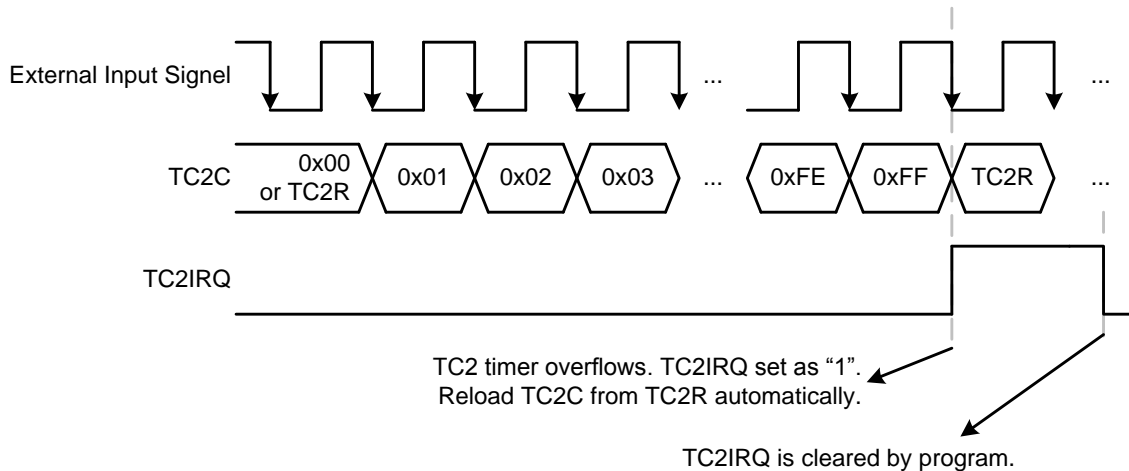 External Input Signel
...
...
TC2C
0x00
or TC2R
0x01
0x02
0x03
...
0xFE
0xFF
TC2R
...
TC2IRQ
TC2 timer overflows. TC2IRQ set as “1”.
Reload TC2C from TC2R automatically.
TC2IRQ is cleared by program.